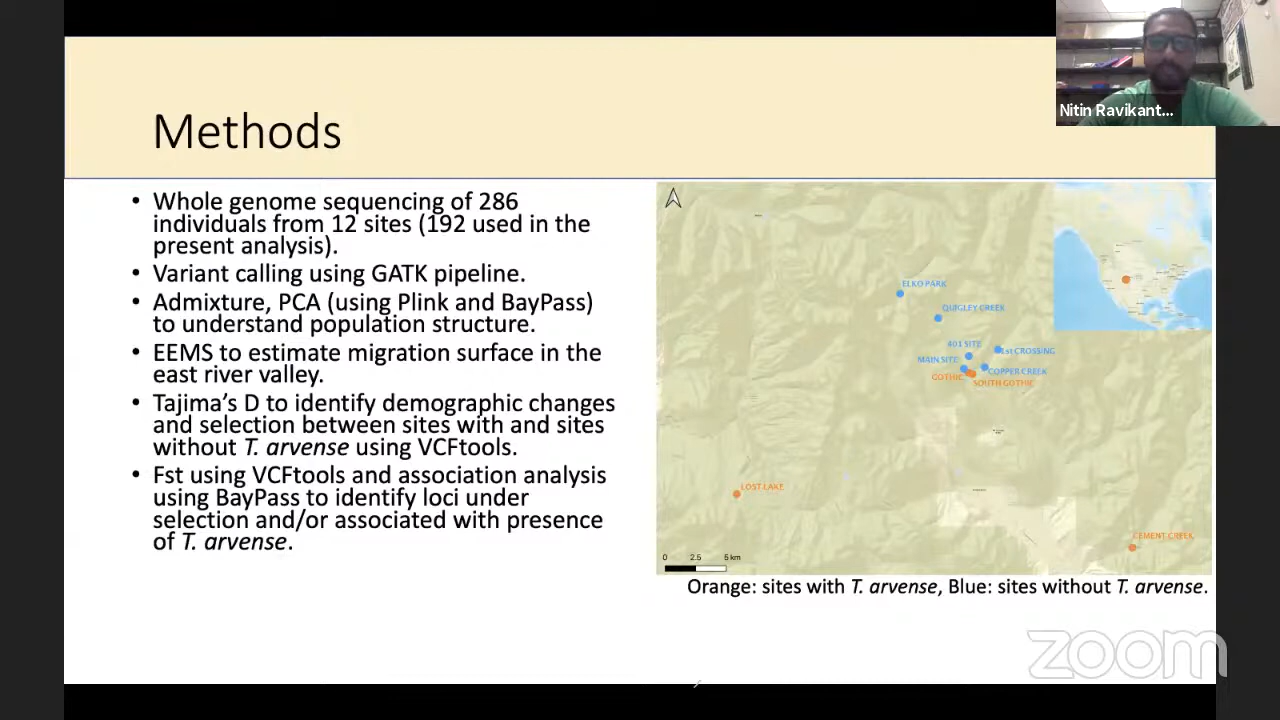 Nitin Ravikant...
Methods
• Whole genome sequencing of 286
individuals from 12 sites (192 used in the
present analysis).
• Variant calling using GATK pipeline.
• Admixture, PCA (using Plink and BayPass)
to understand population structure.
• EEMS to estimate migration surface in the
east river valley.
• Tajima’s D to identify demographic changes
and selection between sites with and sites
without T. arvense using VCFtools.
• Fst using VCFtools and association analysis
using BayPass to identify loci under
selection and/or associated with presence
of T. arvense.
ELKO PARK
QUIGLEY CREEK
401 SITE
1st CROSSING
MAIN SITE
COPPER CREEK
GOTHIC
SOUTH GOTHIC
LOST LAKE
CEMENT CREEK
0 2.5 5 km
Orange: sites with T. arvense, Blue: sites without T. arvense.
zoom